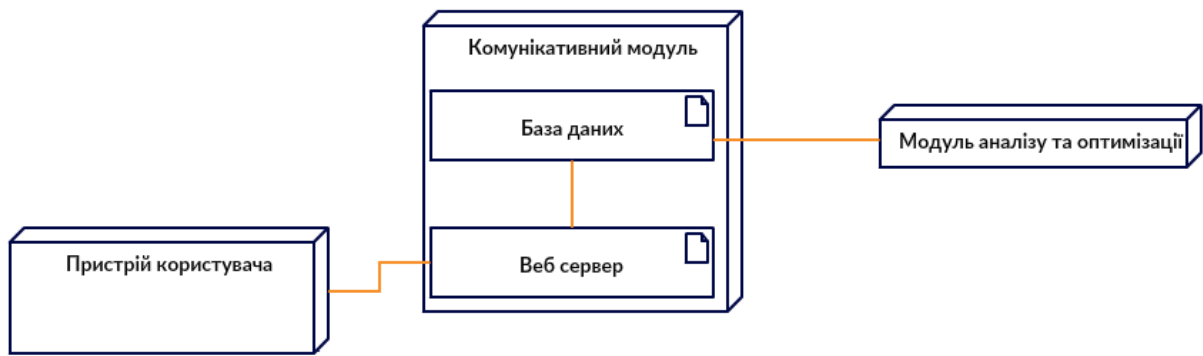 Комунікативний модуль
База даних
Модуль аналізу та оптимізації
Пристрій користувача
Веб сервер